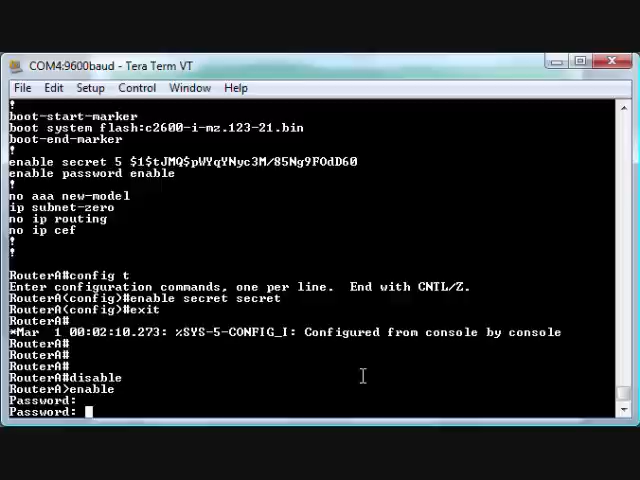 COM4:9600baud - Tera Term VT
File Edit Setup Control Window Help
!
boot-start-marker
boot system flash:c2600-i-mz.123-21.bin
boot-end-marker
!
enable secret 5 $1$tJMQ$pWYqYNyc3M/85Ng9FOdD60
enable password enable
!
no aaa new-model
ip subnet-zero
no ip routing
no ip cef
!
!
RouterA#config t
Enter configuration commands, one per line.  End with CNTL/Z.
RouterA(config)#enable secret secret
RouterA(config)#exit
RouterA#
*Mar  1 00:02:10.273: %SYS-5-CONFIG_I: Configured from console by console
RouterA#
RouterA#
RouterA#
RouterA#disable
RouterA>enable
Password:
Password: